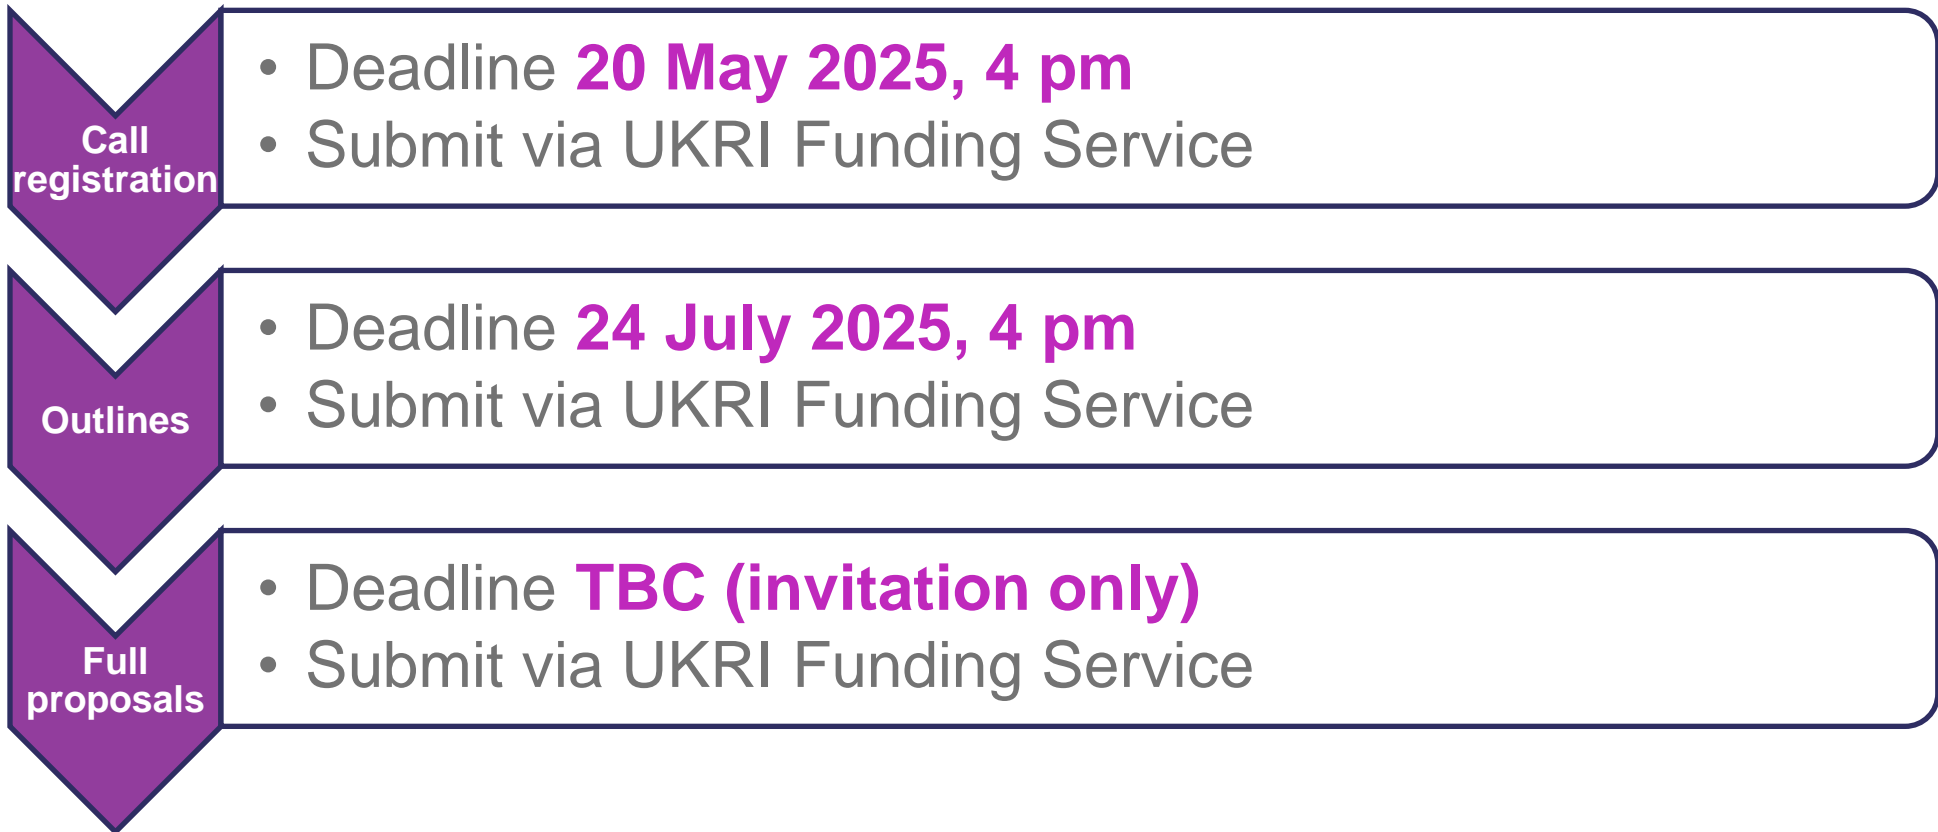 Call
registration
• Deadline 20 May 2025, 4 pm
• Submit via UKRI Funding Service
Outlines
• Deadline 24 July 2025, 4 pm
• Submit via UKRI Funding Service
Full
proposals
• Deadline TBC (invitation only)
• Submit via UKRI Funding Service